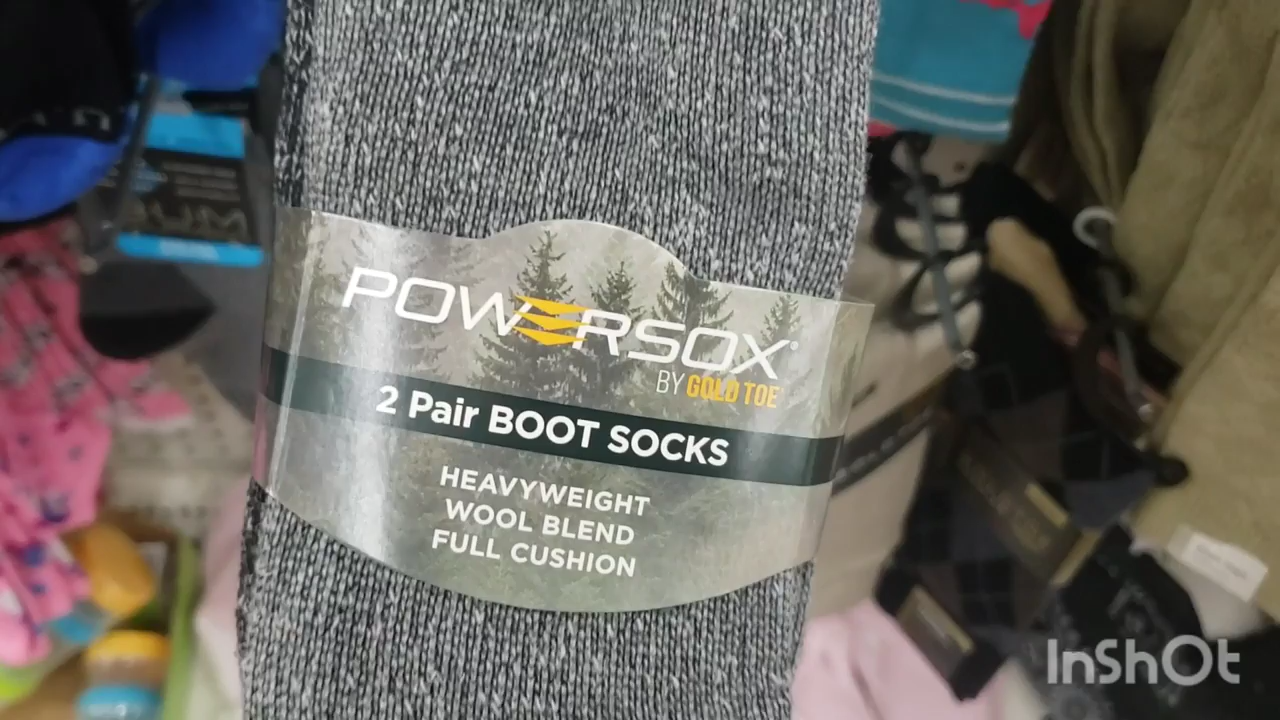 POWERSOX®
BY GOLD TOE
2 Pair BOOT SOCKS
HEAVYWEIGHT
WOOL BLEND
FULL CUSHION
InShOt